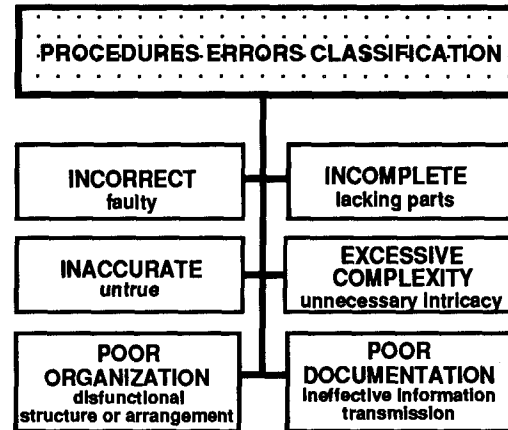 PROCEDURES ERRORS CLASSIFICATION
INCORRECT
faulty
INCOMPLETE
lacking parts
INACCURATE
untrue
EXCESSIVE
COMPLEXITY
unnecessary intricacy
POOR
ORGANIZATION
disfunctional
structure or arrangement
POOR
DOCUMENTATION
ineffective information
transmission